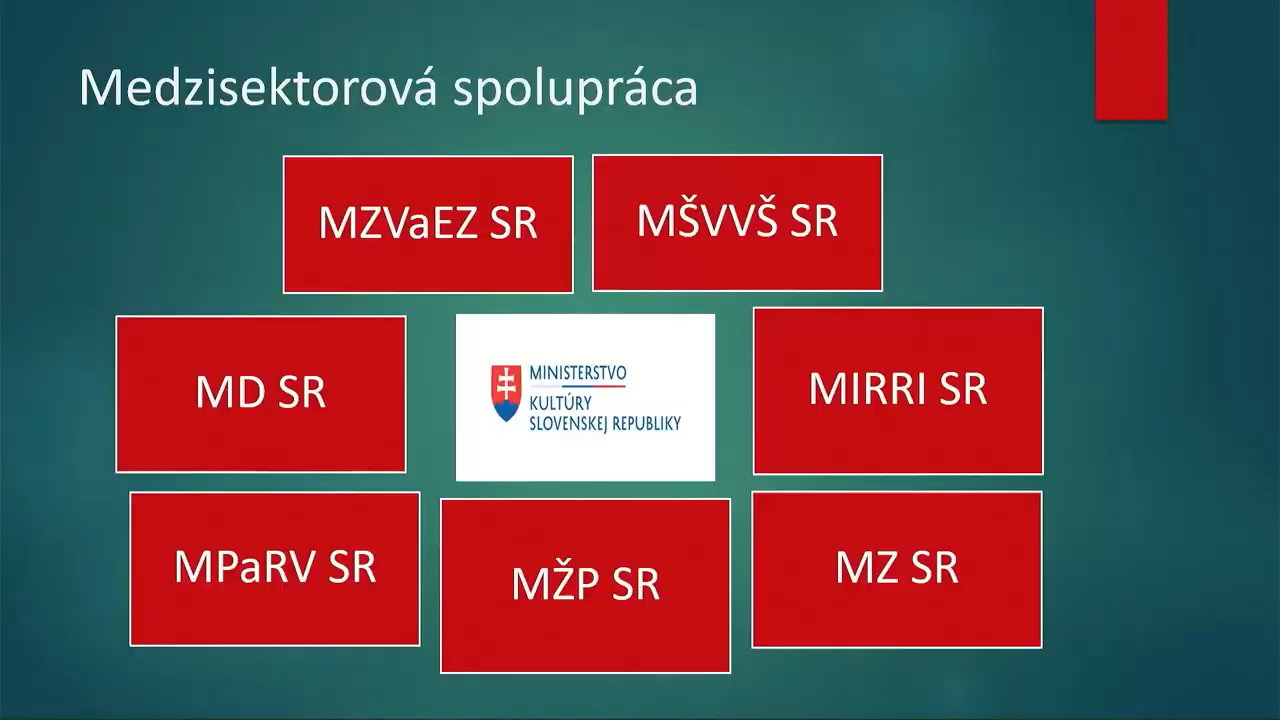 Medzisektorová spolupráca
MZVaEZ SR
MŠVVŠ SR
MD SR
MINISTERSTVO
KULTÚRY
SLOVENSKEJ REPUBLIKY
MIRRI SR
MPaRV SR
MŽP SR
MZ SR